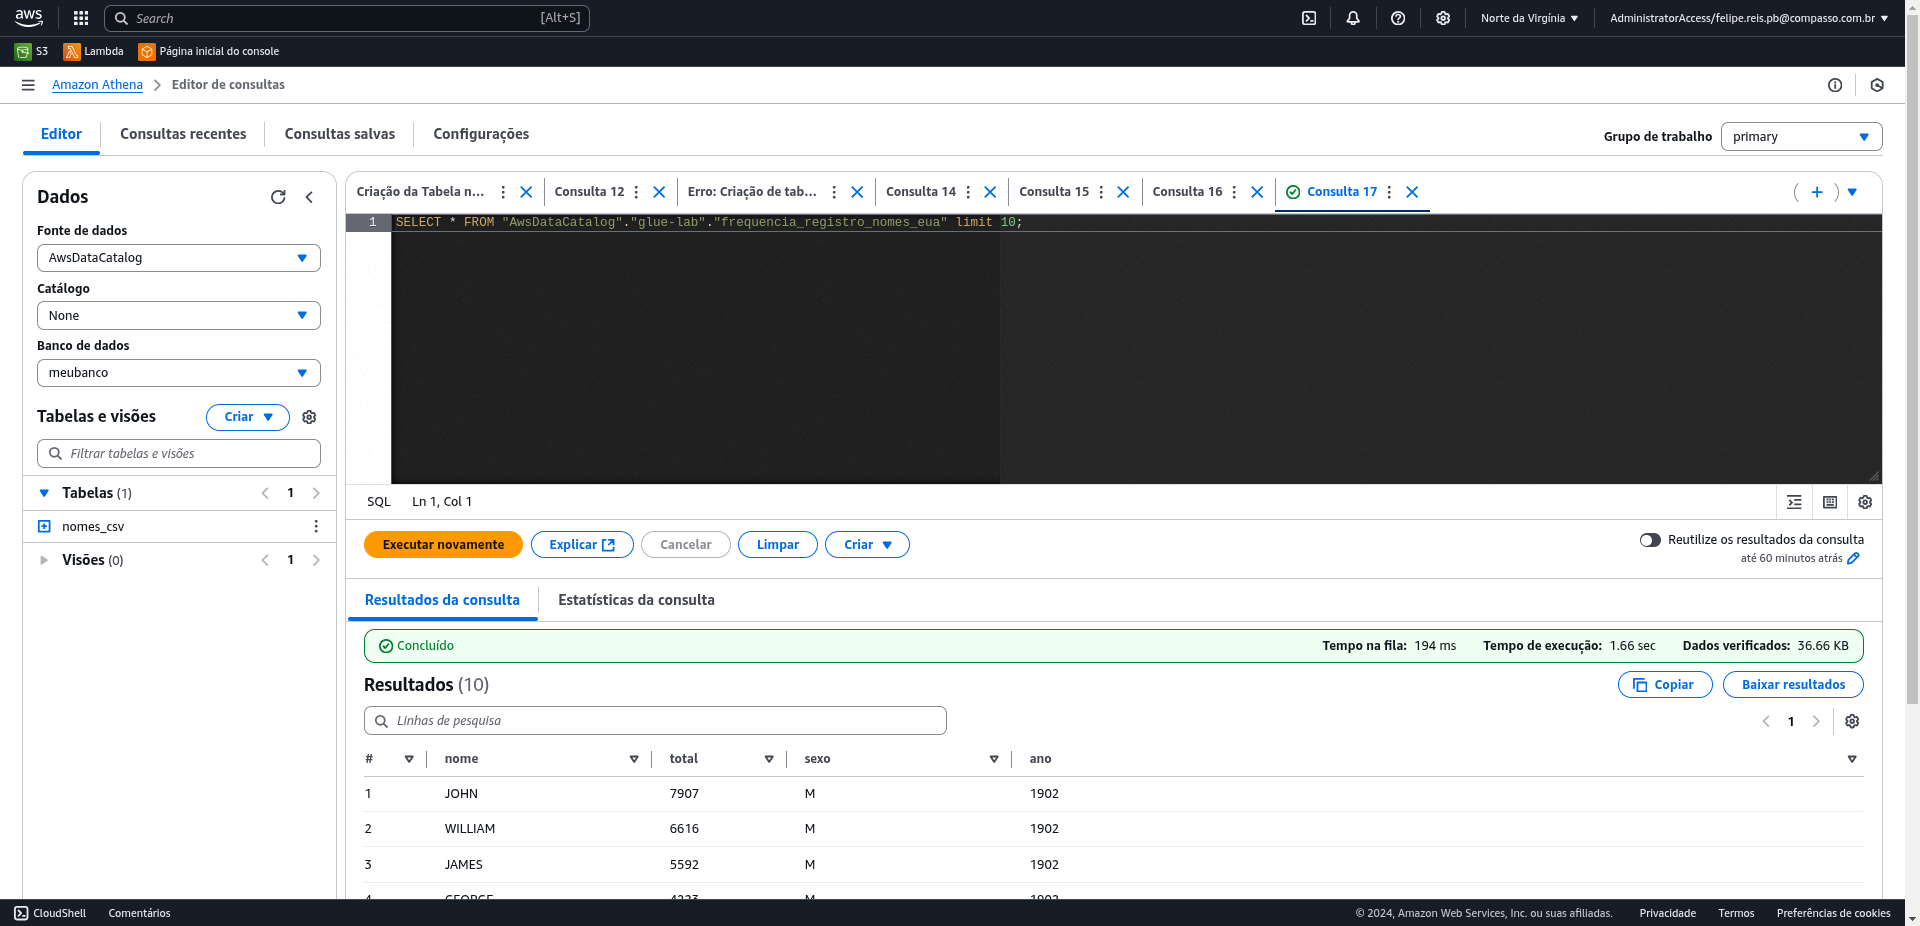 aws Search [Alt+S] Norte da Virgínia AdministratorAccess/felipe.reis.pb@compasso.com.br
S3 Lambda Página inicial do console
Amazon Athena Editor de consultas
Editor Consultas recentes Consultas salvas Configurações
Grupo de trabalho primary
Dados
Fonte de dados
AwsDataCatalog
Catálogo
None
Banco de dados
meubanco
Tabelas e visões Criar
Filtrar tabelas e visões
Tabelas (1) 1
nomes_csv
Visões (0) 1
Criação da Tabela n... Consulta 12 Erro: Criação de tab... Consulta 14 Consulta 15 Consulta 16 Consulta 17
1 SELECT * FROM "AwsDataCatalog"."glue-lab"."frequencia_registro_nomes_eua" limit 10;
SQL Ln 1, Col 1
Executar novamente Explicar Cancelar Limpar Criar
Reutilize os resultados da consulta
até 60 minutos atrás
Resultados da consulta Estatísticas da consulta
Concluído Tempo na fila: 194 ms Tempo de execução: 1.66 sec Dados verificados: 36.66 KB
Resultados (10) Copiar Baixar resultados
Linhas de pesquisa 1
# nome total sexo ano
1 JOHN 7907 M 1902
2 WILLIAM 6616 M 1902
3 JAMES 5592 M 1902
4 GEORGE 4223 M 1902
CloudShell Comentários © 2024, Amazon Web Services, Inc. ou suas afiliadas. Privacidade Termos Preferências de cookies